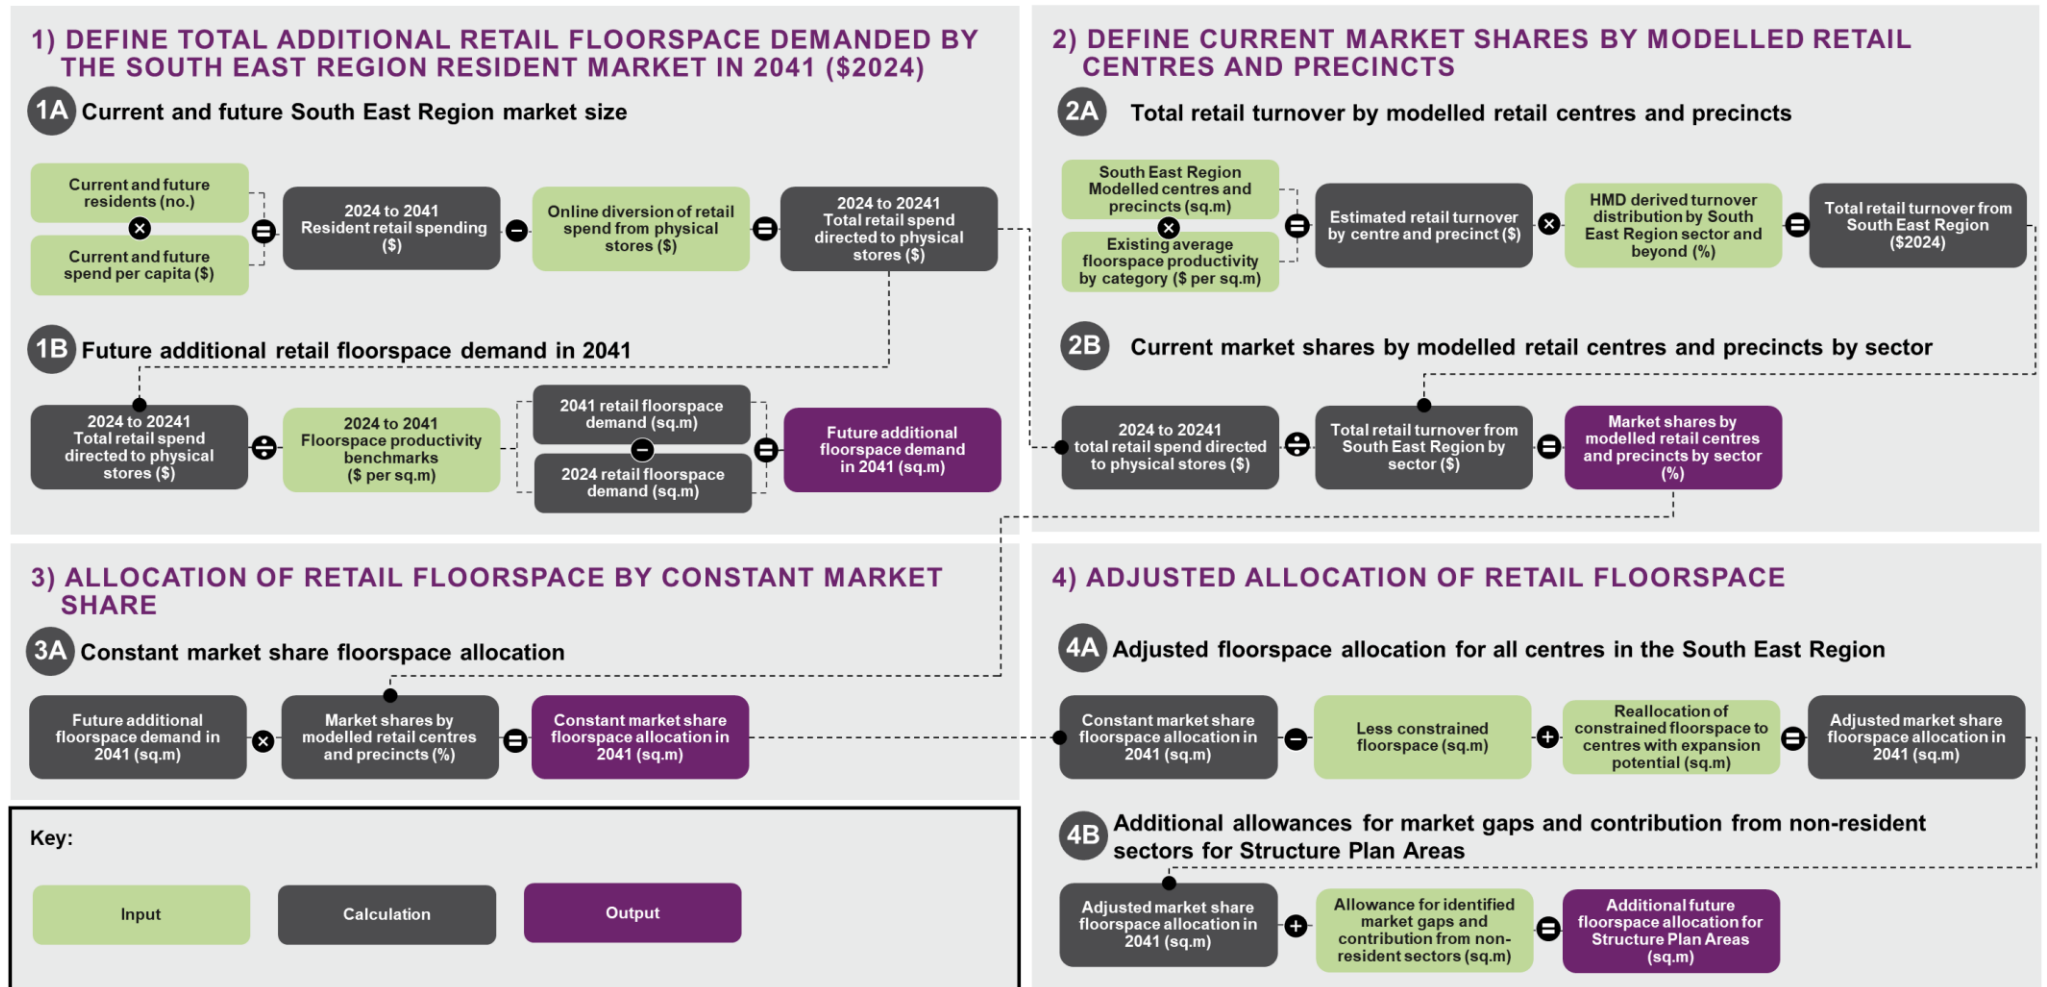 1) DEFINE TOTAL ADDITIONAL RETAIL FLOORSPACE DEMANDED BY
THE SOUTH EAST REGION RESIDENT MARKET IN 2041 ($2024)
1A
Current and future South East Region market size
Current and future
residents (no.)
×
Current and future
spend per capita ($)
=
2024 to 2041
Resident retail spending
($)
−
Online diversion of retail
spend from physical
stores ($)
=
2024 to 20241
Total retail spend
directed to physical
stores ($)
1B
Future additional retail floorspace demand in 2041
2024 to 20241
Total retail spend
directed to physical
stores ($)
÷
2024 to 2041
Floorspace productivity
benchmarks
($ per sq.m)
2041 retail floorspace
demand (sq.m)
−
2024 retail floorspace
demand (sq.m)
=
Future additional
floorspace demand
in 2041 (sq.m)
2) DEFINE CURRENT MARKET SHARES BY MODELLED RETAIL
CENTRES AND PRECINCTS
2A
Total retail turnover by modelled retail centres and precincts
South East Region
Modelled centres and
precincts (sq.m)
×
Existing average
floorspace productivity
by category ($ per sq.m)
=
Estimated retail turnover
by centre and precinct ($)
×
HMD derived turnover
distribution by South
East Region sector and
beyond (%)
=
Total retail turnover from
South East Region
($2024)
2B
Current market shares by modelled retail centres and precincts by sector
2024 to 20241
total retail spend directed
to physical stores ($)
÷
Total retail turnover from
South East Region by
sector ($)
=
Market shares by
modelled retail centres
and precincts by sector
(%)
3) ALLOCATION OF RETAIL FLOORSPACE BY CONSTANT MARKET
SHARE
3A
Constant market share floorspace allocation
Future additional
floorspace demand in
2041 (sq.m)
×
Market shares by
modelled retail centres
and precincts (%)
=
Constant market share
floorspace allocation in
2041 (sq.m)
4) ADJUSTED ALLOCATION OF RETAIL FLOORSPACE
4A
Adjusted floorspace allocation for all centres in the South East Region
Constant market share
floorspace allocation in
2041 (sq.m)
−
Less constrained
floorspace (sq.m)
+
Reallocation of
constrained floorspace to
centres with expansion
potential (sq.m)
=
Adjusted market share
floorspace allocation in
2041 (sq.m)
4B
Additional allowances for market gaps and contribution from non-resident
sectors for Structure Plan Areas
Adjusted market share
floorspace allocation in
2041 (sq.m)
+
Allowance for identified
market gaps and
contribution from non-
resident sectors (sq.m)
=
Additional future
floorspace allocation for
Structure Plan Areas
(sq.m)
Key:
Input
Calculation
Output